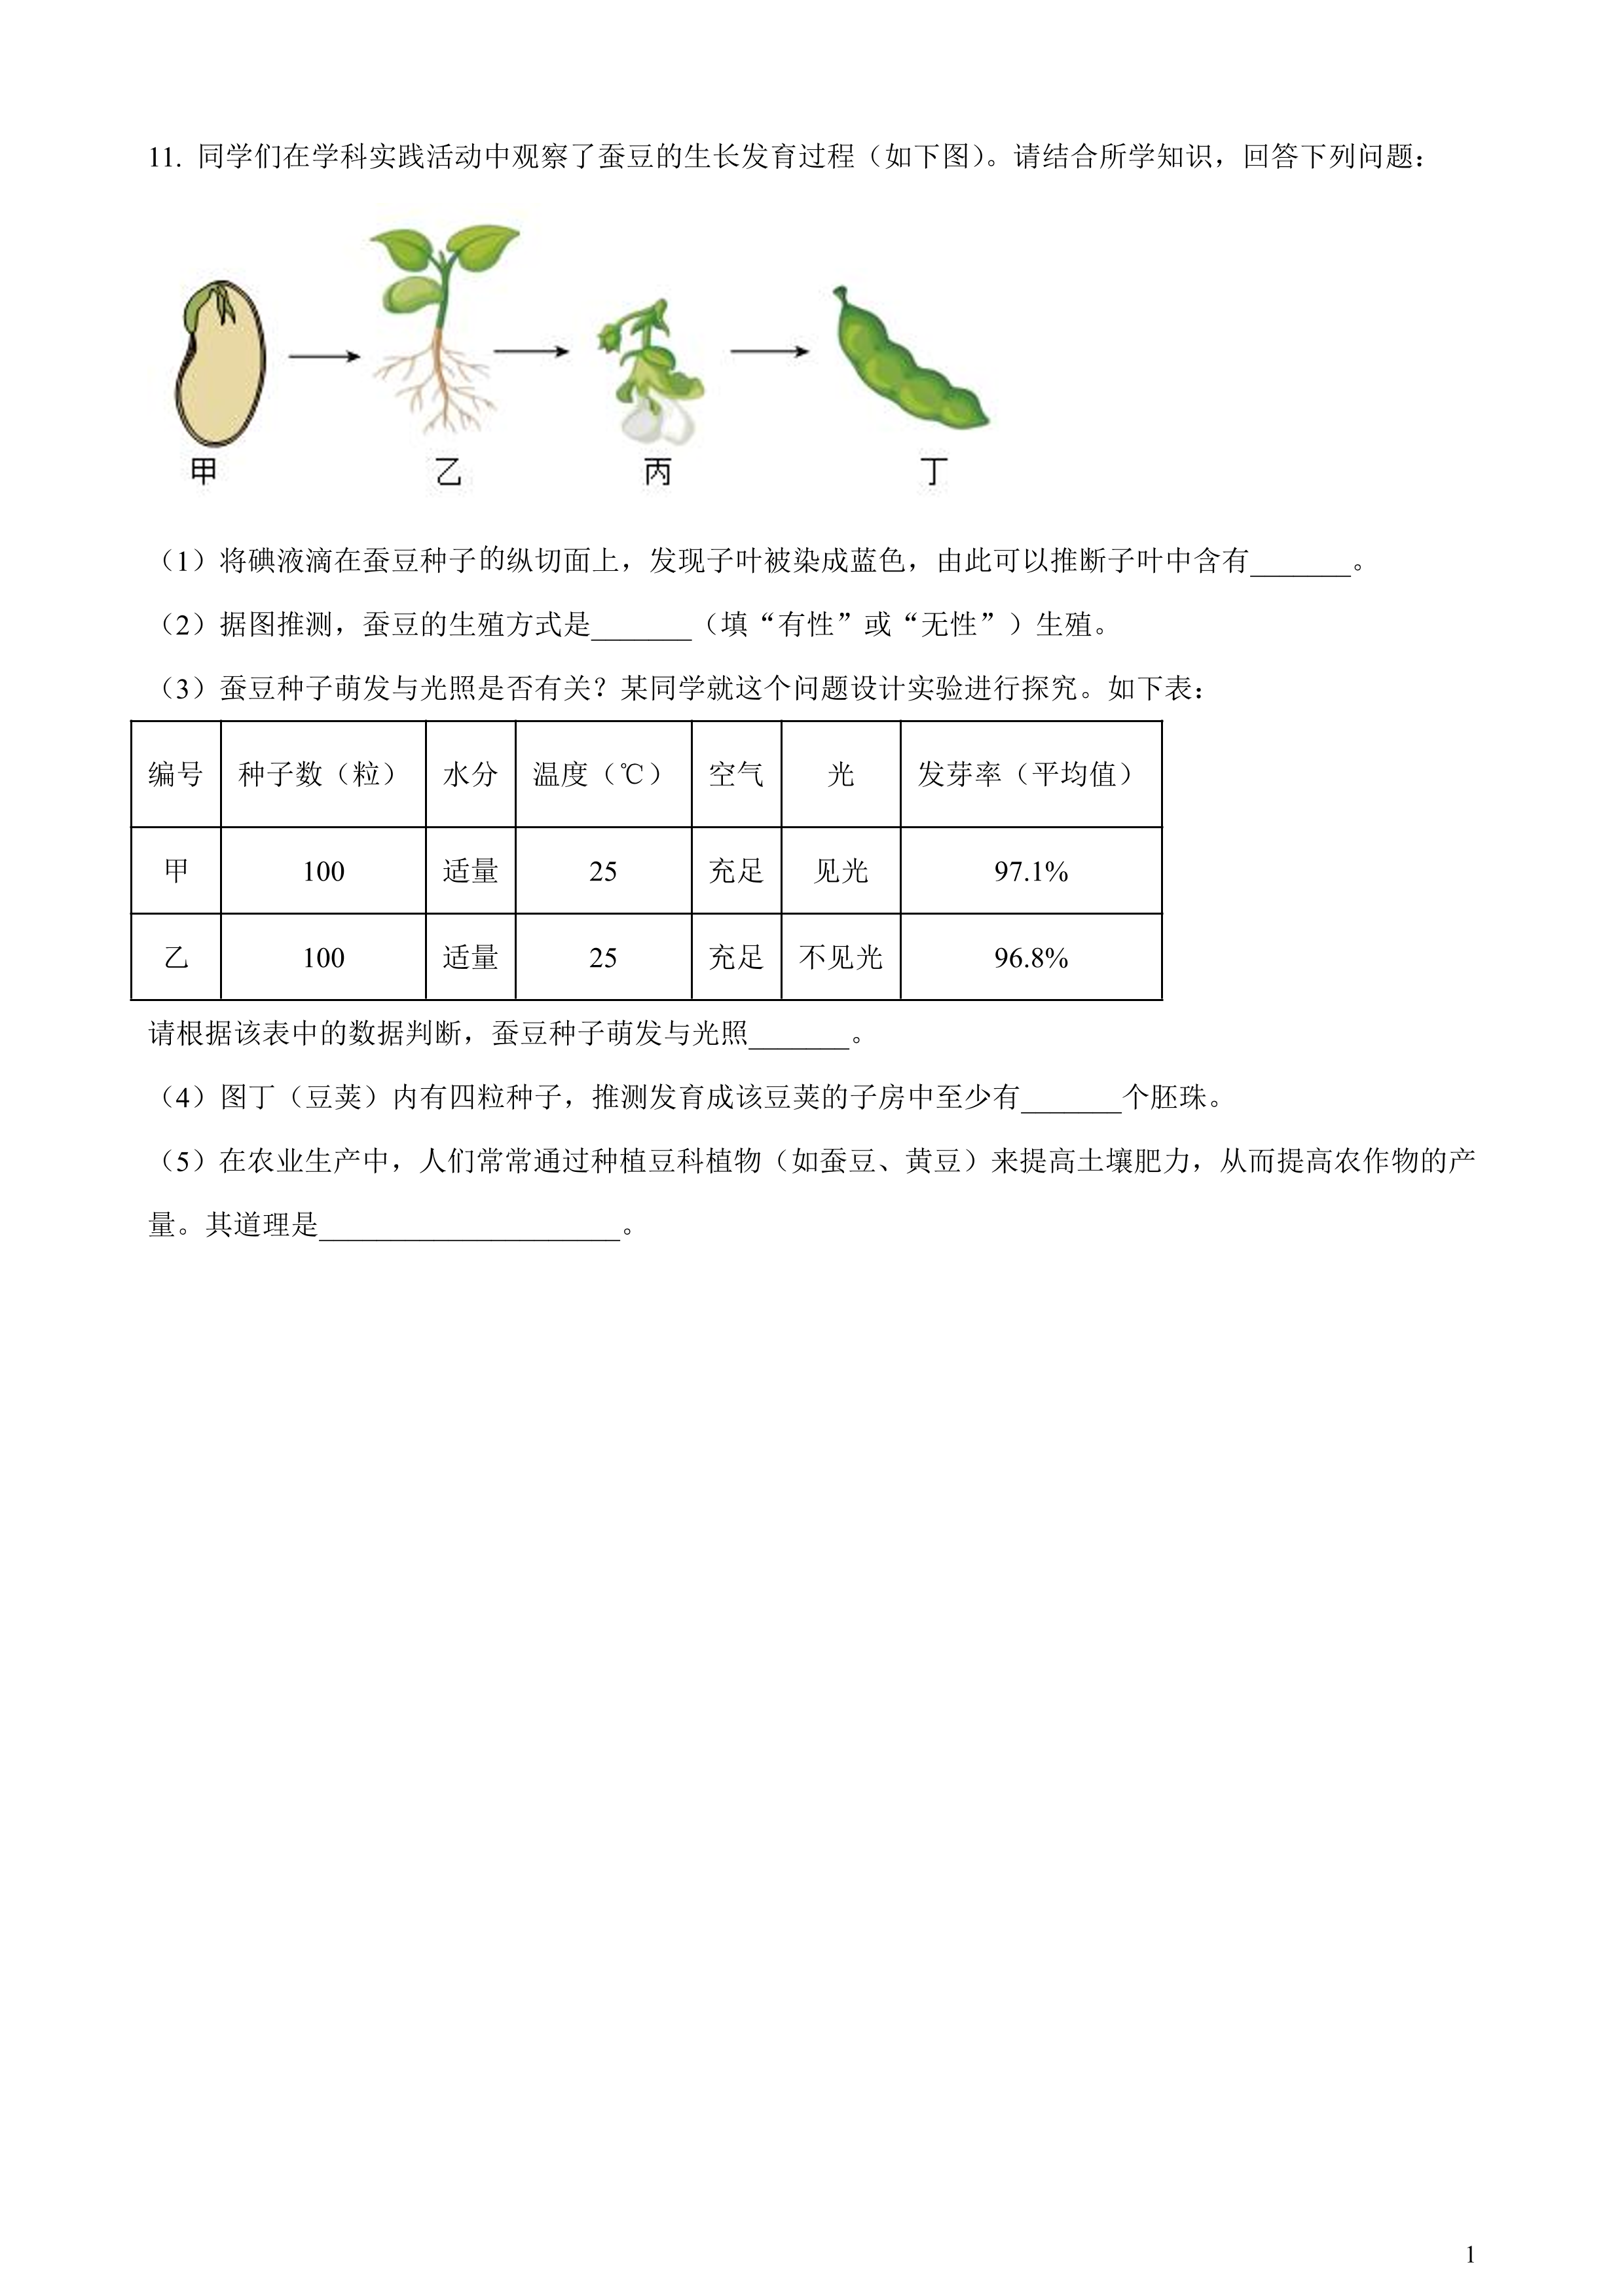 11. 同学们在学科实践活动中观察了蚕豆的生长发育过程（如下图）。请结合所学知识，回答下列问题：
甲 乙 丙 丁
（1）将碘液滴在蚕豆种子的纵切面上，发现子叶被染成蓝色，由此可以推断子叶中含有_______。
（2）据图推测，蚕豆的生殖方式是_______（填“有性”或“无性”）生殖。
（3）蚕豆种子萌发与光照是否有关？某同学就这个问题设计实验进行探究。如下表：
编号 种子数（粒） 水分 温度（℃） 空气 光 发芽率（平均值）
甲 100 适量 25 充足 见光 97.1%
乙 100 适量 25 充足 不见光 96.8%
请根据该表中的数据判断，蚕豆种子萌发与光照_______。
（4）图丁（豆荚）内有四粒种子，推测发育成该豆荚的子房中至少有_______个胚珠。
（5）在农业生产中，人们常常通过种植豆科植物（如蚕豆、黄豆）来提高土壤肥力，从而提高农作物的产
量。其道理是_____________________。
1